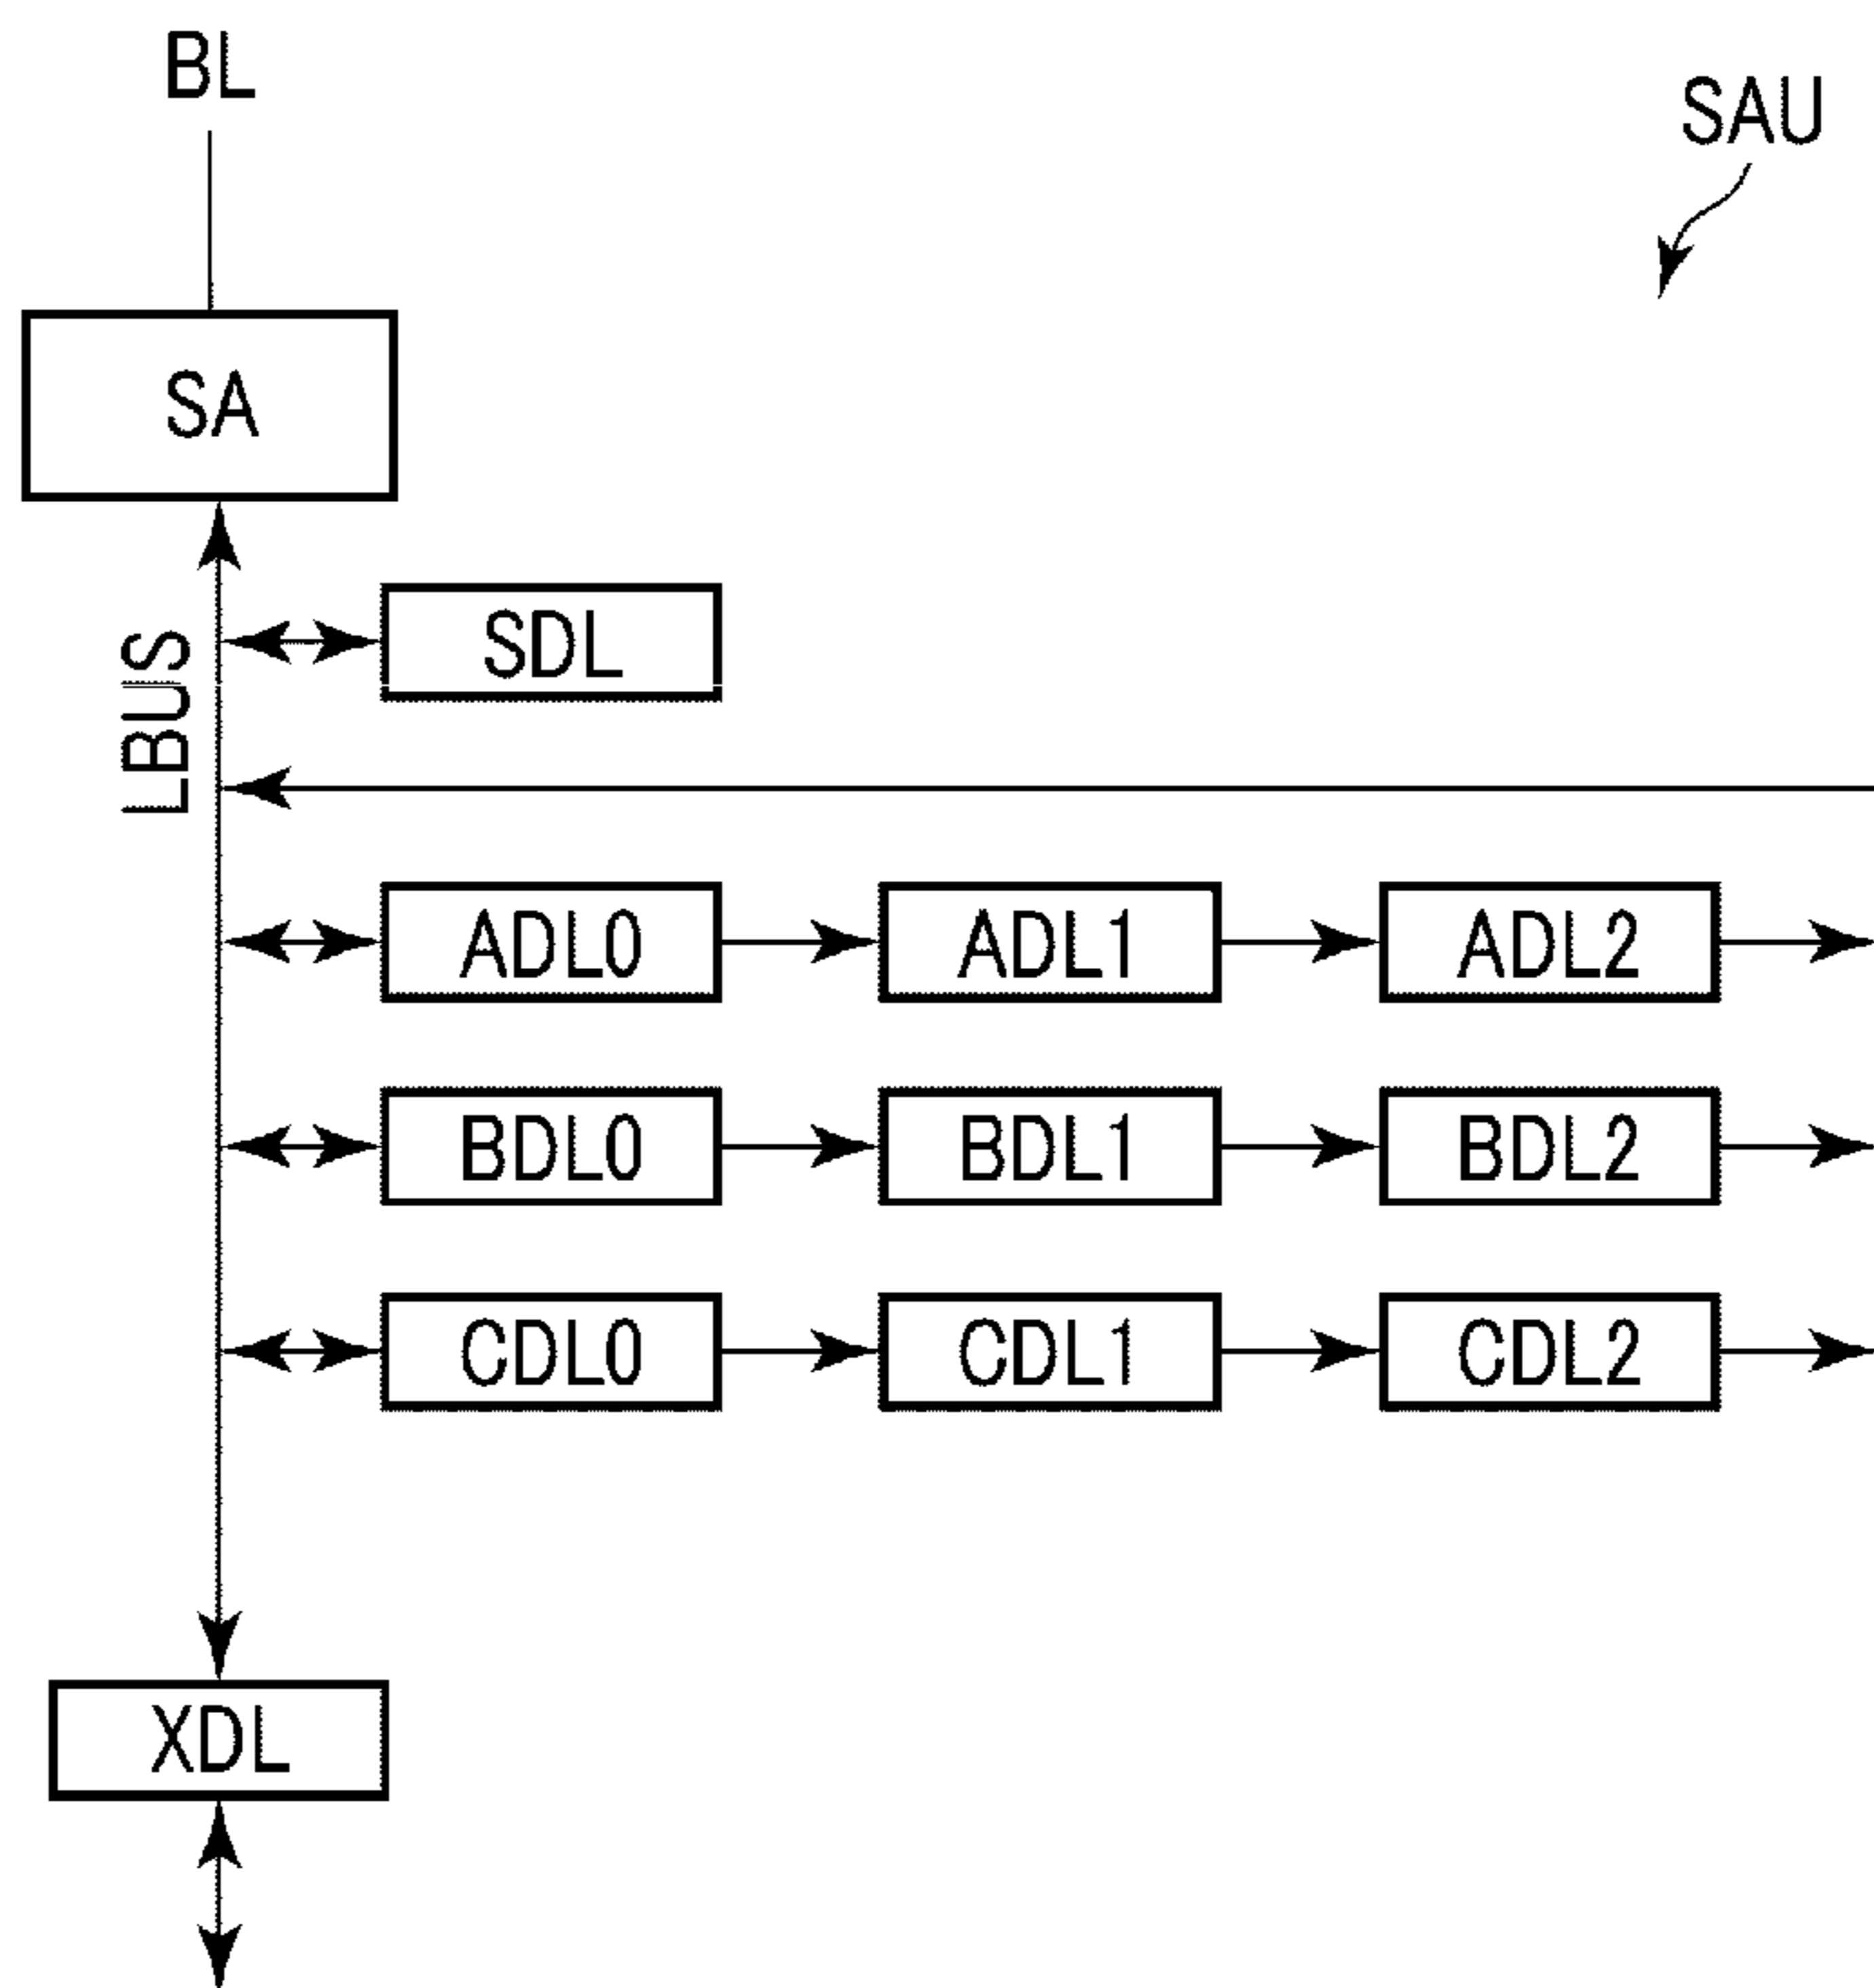 BL
SAU
SA
SDL
LBUS
ADL0 ADL1 ADL2
BDL0 BDL1 BDL2
CDL0 CDL1 CDL2
XDL